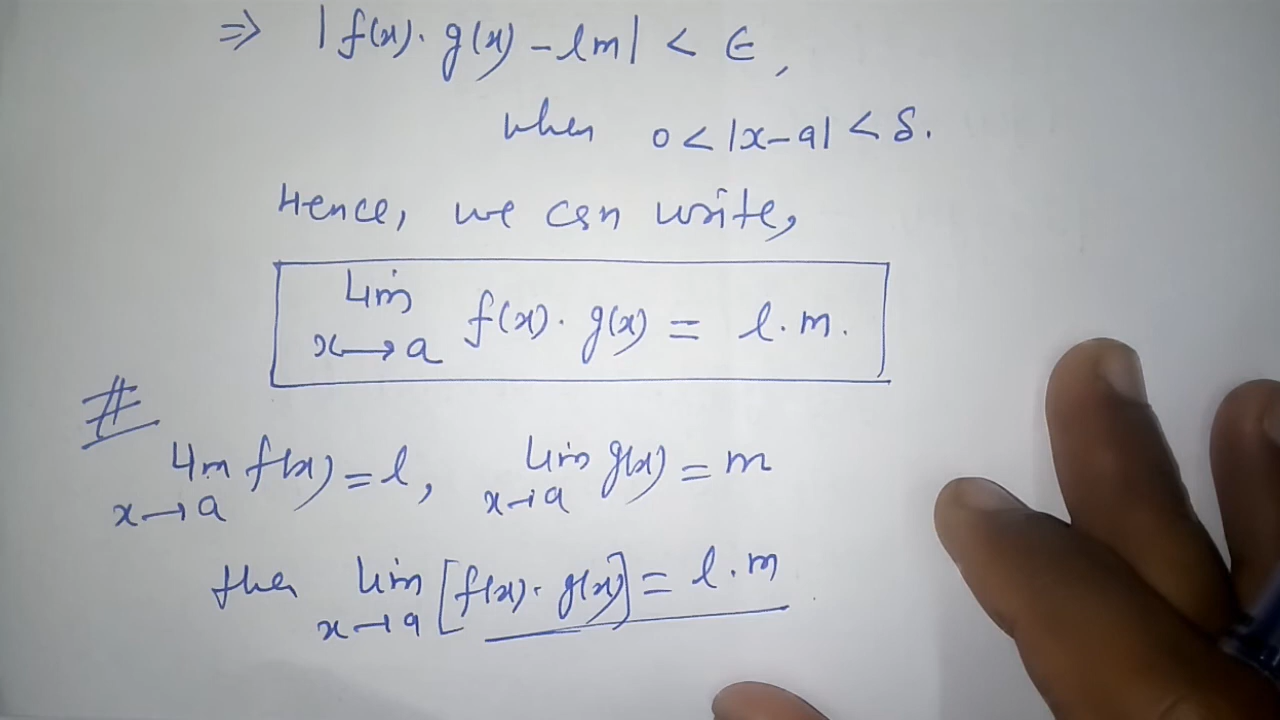 ⇒ |f(x)· g(x) - lm| < ∈,
when 0 < |x-a| < δ.
Hence, we can write,
Lim x→a f(x)· g(x) = l·m.
#
Lim x→a f(x) = l, Lim x→a g(x) = m
then Lim x→a [f(x)· g(x)] = l·m